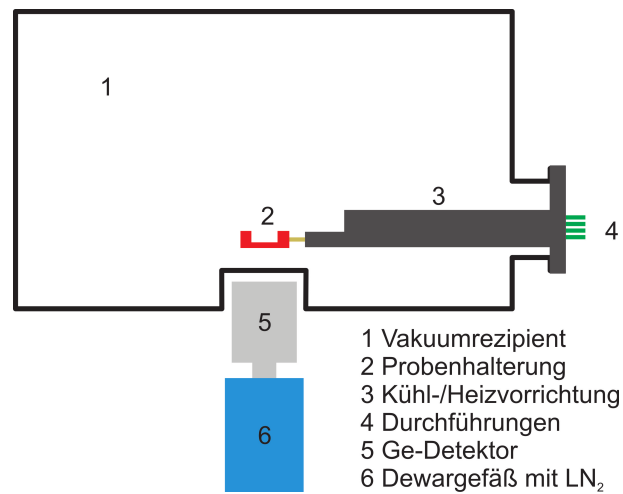 1
2
3
4
5
6
1 Vakuumrezipient
2 Probenhalterung
3 Kühl-/Heizvorrichtung
4 Durchführungen
5 Ge-Detektor
6 Dewargefäß mit LN₂